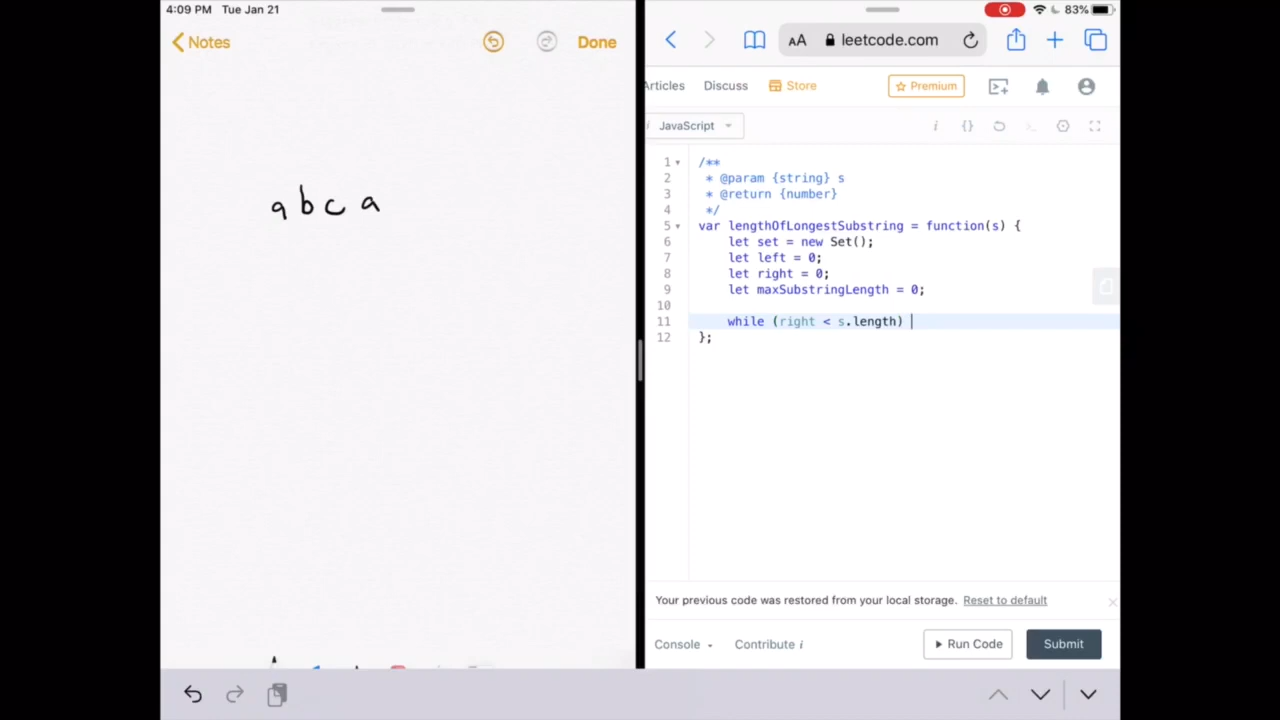 4:09 PM Tue Jan 21
Notes
Done
a b c a
83%
AA leetcode.com
Articles Discuss Store Premium
JavaScript
1 /**
2 * @param {string} s
3 * @return {number}
4 */
5 var lengthOfLongestSubstring = function(s) {
6 let set = new Set();
7 let left = 0;
8 let right = 0;
9 let maxSubstringLength = 0;
10
11 while (right < s.length)
12 };
Your previous code was restored from your local storage. Reset to default
Console Contribute i Run Code Submit